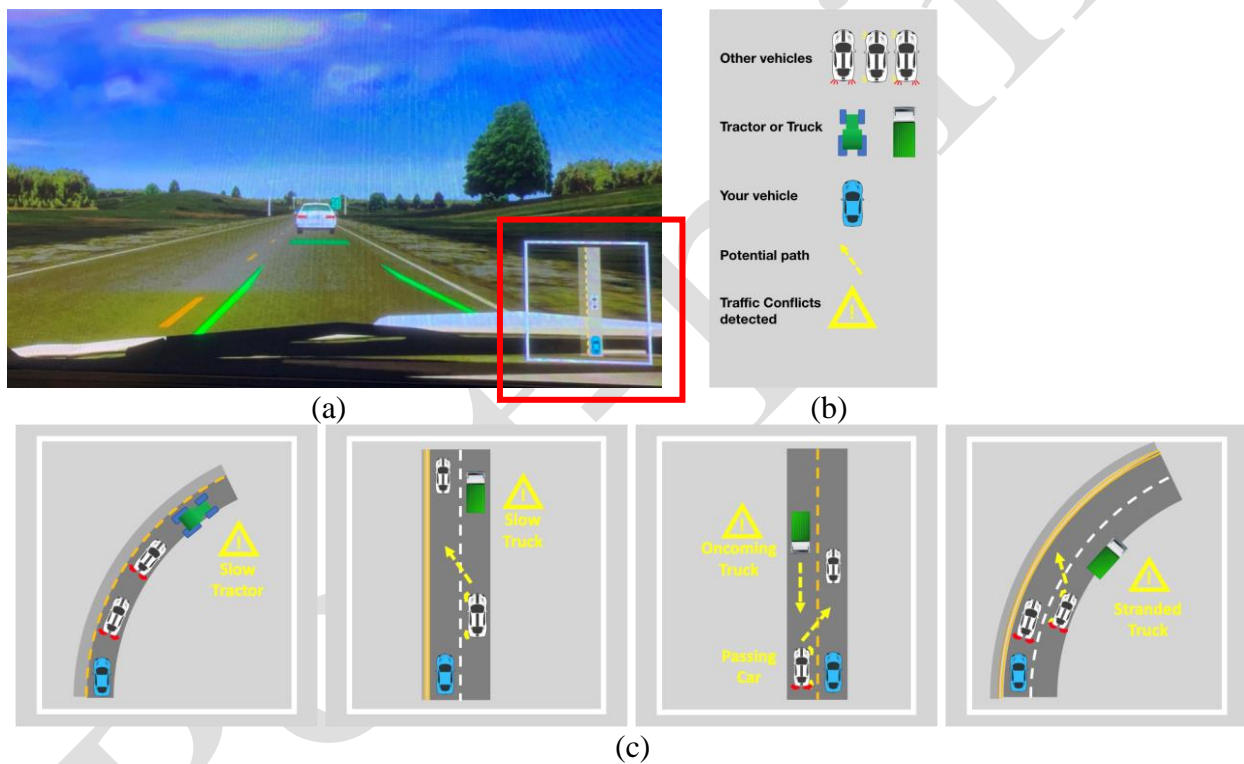 Other vehicles
Tractor or Truck
Your vehicle
Potential path
Traffic Conflicts
detected
(a)
(b)
Slow
Tractor
Slow
Truck
Oncoming
Truck
Passing
Car
Stranded
Truck
(c)